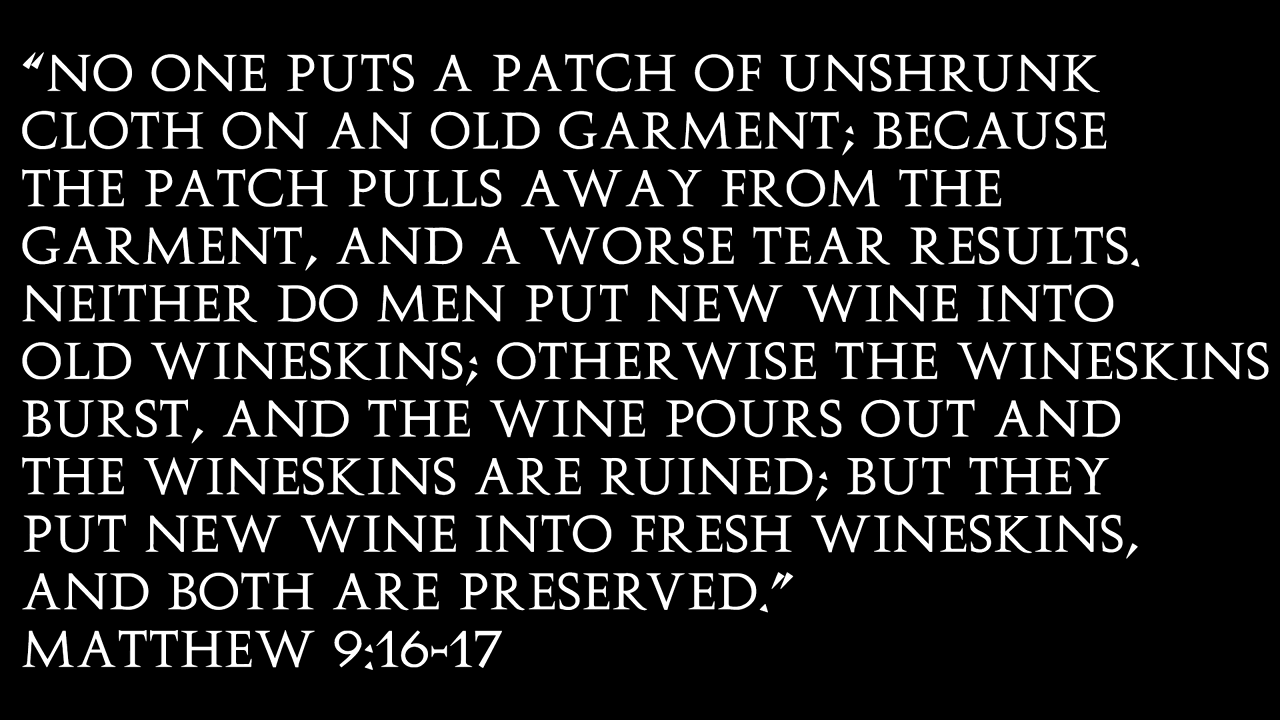 “NO ONE PUTS A PATCH OF UNSHRUNK
CLOTH ON AN OLD GARMENT; BECAUSE
THE PATCH PULLS AWAY FROM THE
GARMENT, AND A WORSE TEAR RESULTS.
NEITHER DO MEN PUT NEW WINE INTO
OLD WINESKINS; OTHERWISE THE WINESKINS
BURST, AND THE WINE POURS OUT AND
THE WINESKINS ARE RUINED; BUT THEY
PUT NEW WINE INTO FRESH WINESKINS,
AND BOTH ARE PRESERVED.”
MATTHEW 9:16-17